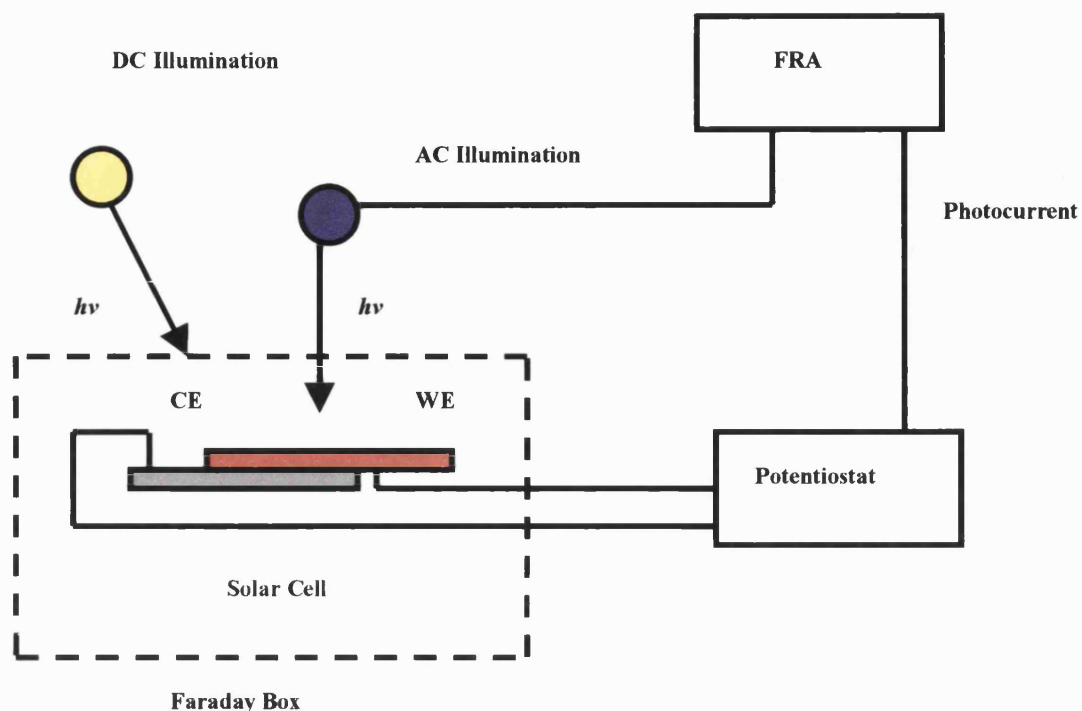 DC Illumination
FRA
AC Illumination
Photocurrent
hν
hν
CE
WE
Potentiostat
Solar Cell
Faraday Box